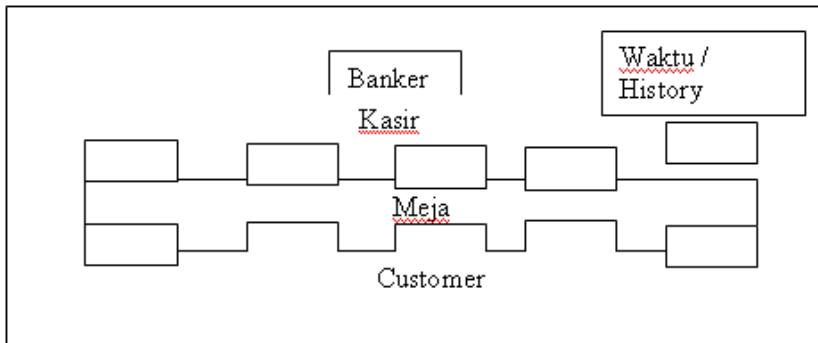 Banker
Waktu /
History
Kasir
Meja
Customer